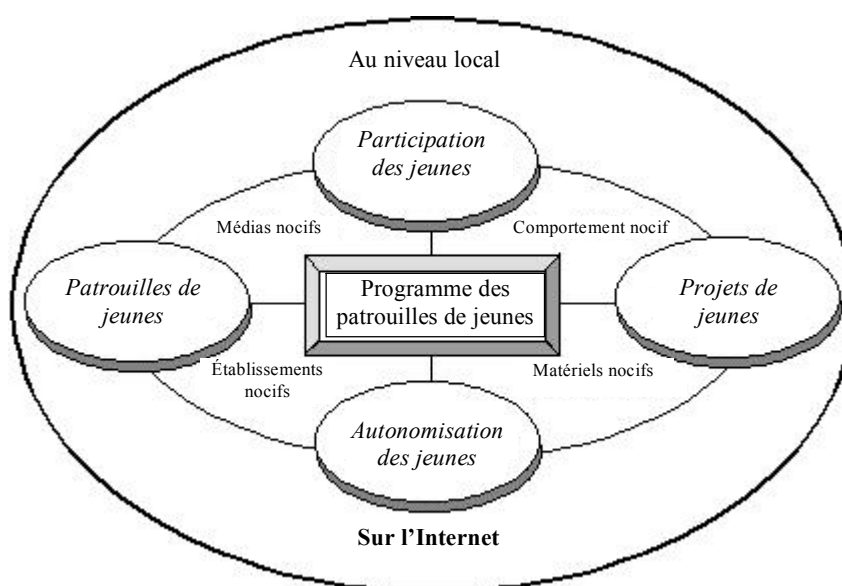 Au niveau local
Participation
des jeunes
Médias nocifs
Comportement nocif
Patrouilles de
jeunes
Programme des
patrouilles de jeunes
Projets de
jeunes
Établissements
nocifs
Matériels nocifs
Autonomisation
des jeunes
Sur l’Internet